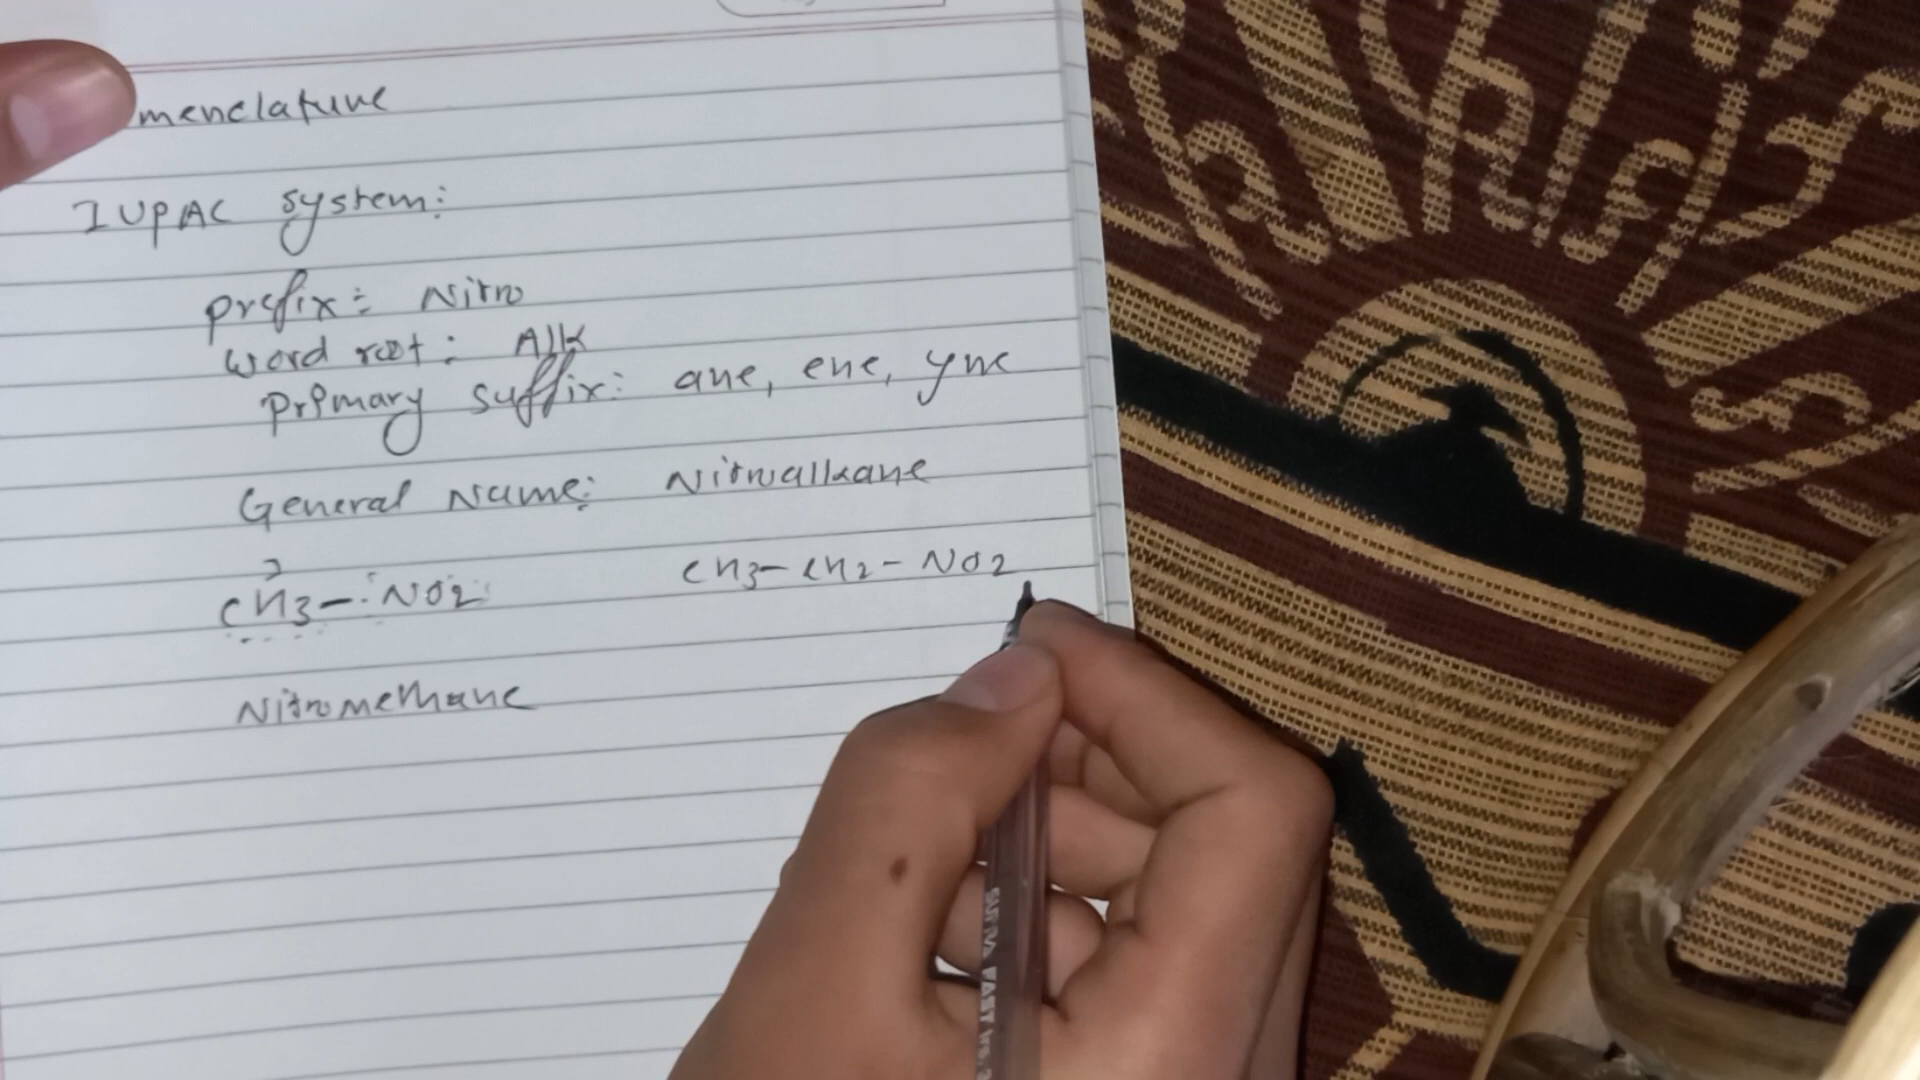 menclature
IUPAC system:
prefix: Nitro
word root: Alk
Primary suffix: ane, ene, yne
General Name: Nitroalkane
CH3-NO2 CH3-CH2-NO2
Nitromethane